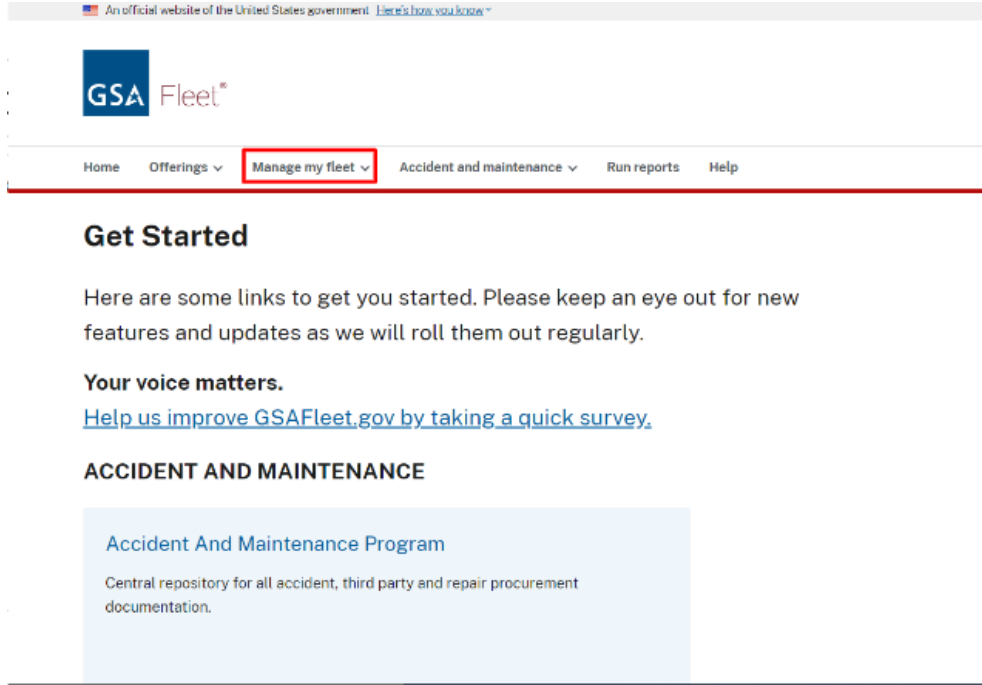 An official website of the United States government Here's how you know
GSA Fleet®
Home Offerings Manage my fleet Accident and maintenance Run reports Help
Get Started
Here are some links to get you started. Please keep an eye out for new
features and updates as we will roll them out regularly.
Your voice matters.
Help us improve GSAFleet.gov by taking a quick survey.
ACCIDENT AND MAINTENANCE
Accident And Maintenance Program
Central repository for all accident, third party and repair procurement
documentation.